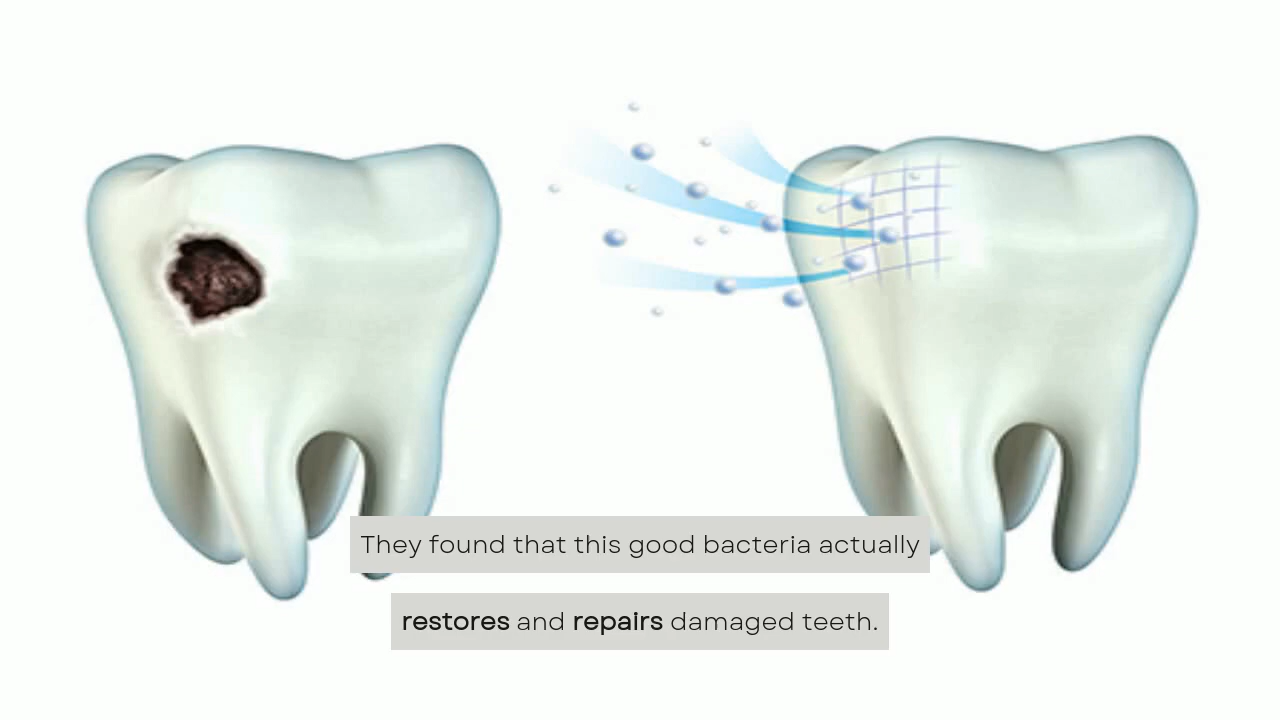 They found that this good bacteria actually
restores and repairs damaged teeth.